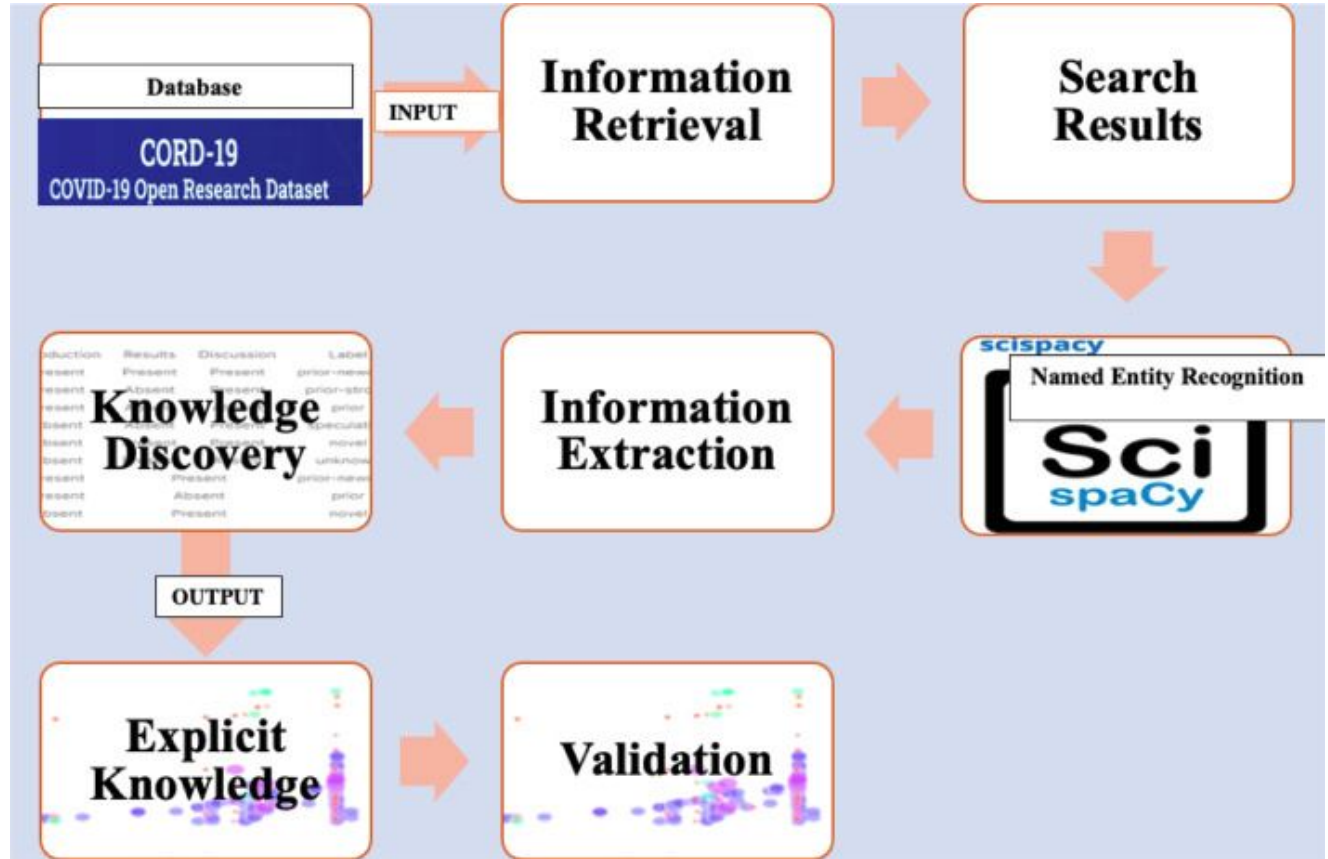 Database
CORD-19
COVID-19 Open Research Dataset
INPUT
Information
Retrieval
Search
Results
scispacy
Named Entity Recognition
Sci
spaCy
Information
Extraction
Results Discussion Label
Present Present
Absent Present
Knowledge
Discovery
Present
Absent prior
Present novel
OUTPUT
Explicit
Knowledge
Validation